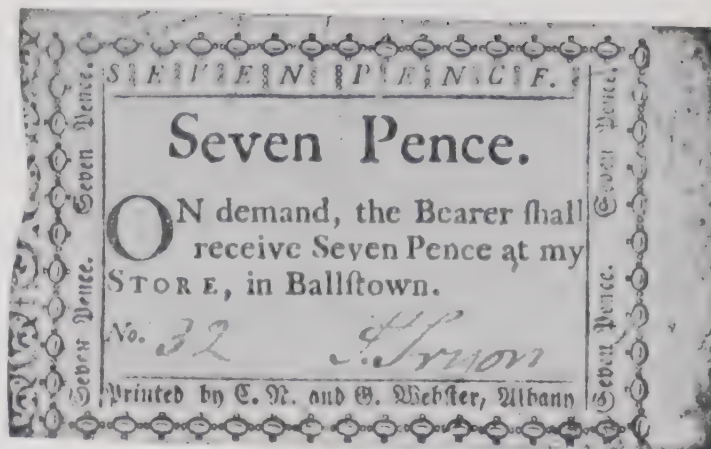 SEVEN PENCE.
Seven Pence.
ON demand, the Bearer ſhall
receive Seven Pence at my
STORE, in Ballſtown.
No. 32
Printed by C. R. and G. Webſter, Albany
Seven Pence. Seven Pence.
Seven Pence. Seven Pence.